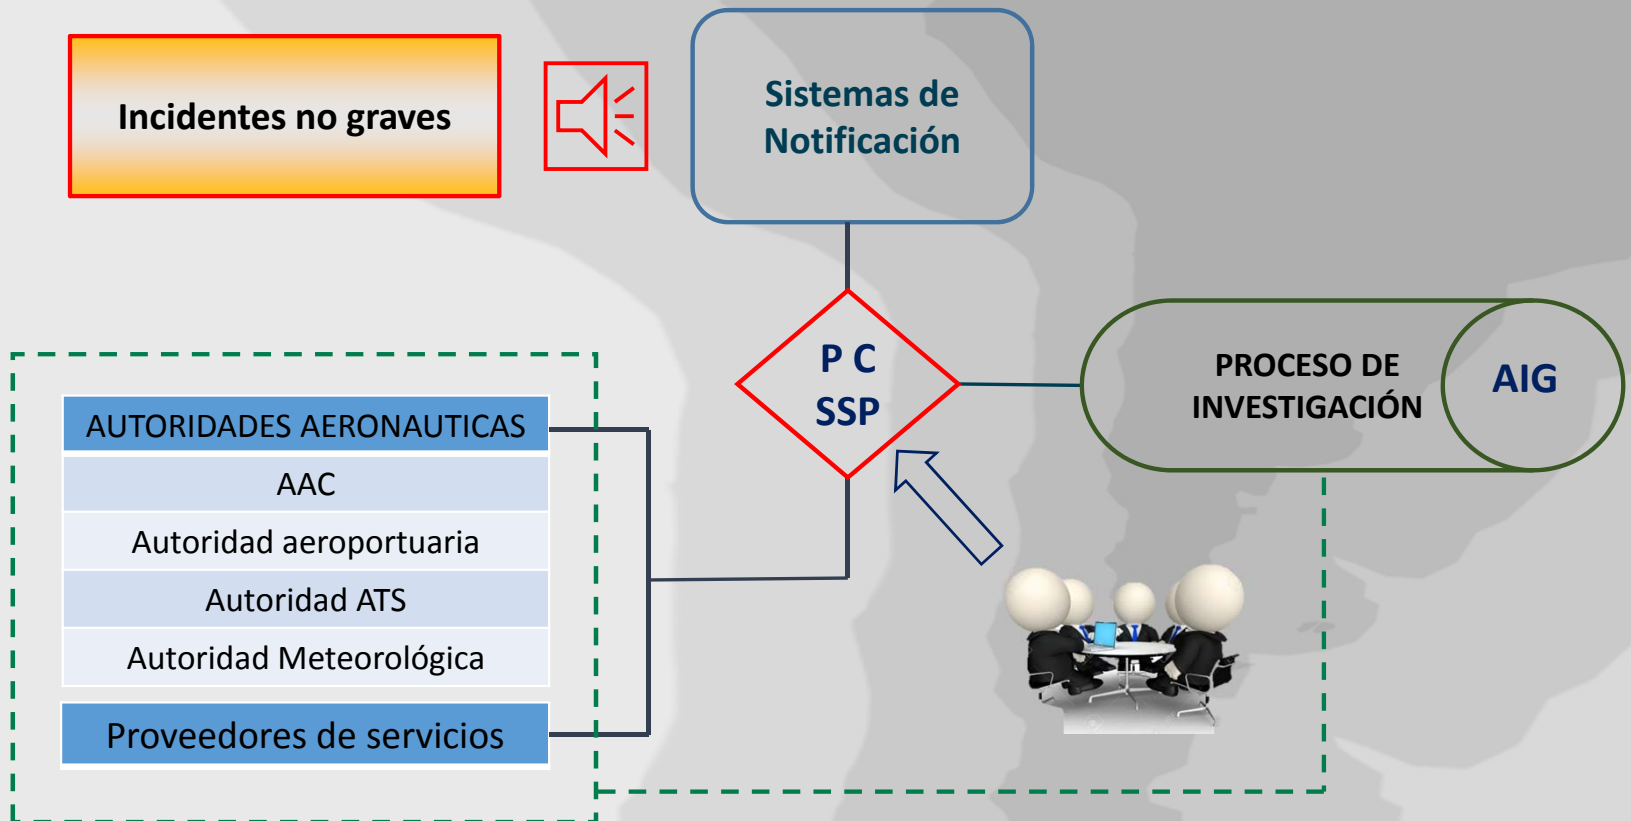 Incidentes no graves
Sistemas de
Notificación
P C
SSP
PROCESO DE
INVESTIGACIÓN
AIG
AUTORIDADES AERONAUTICAS
AAC
Autoridad aeroportuaria
Autoridad ATS
Autoridad Meteorológica
Proveedores de servicios